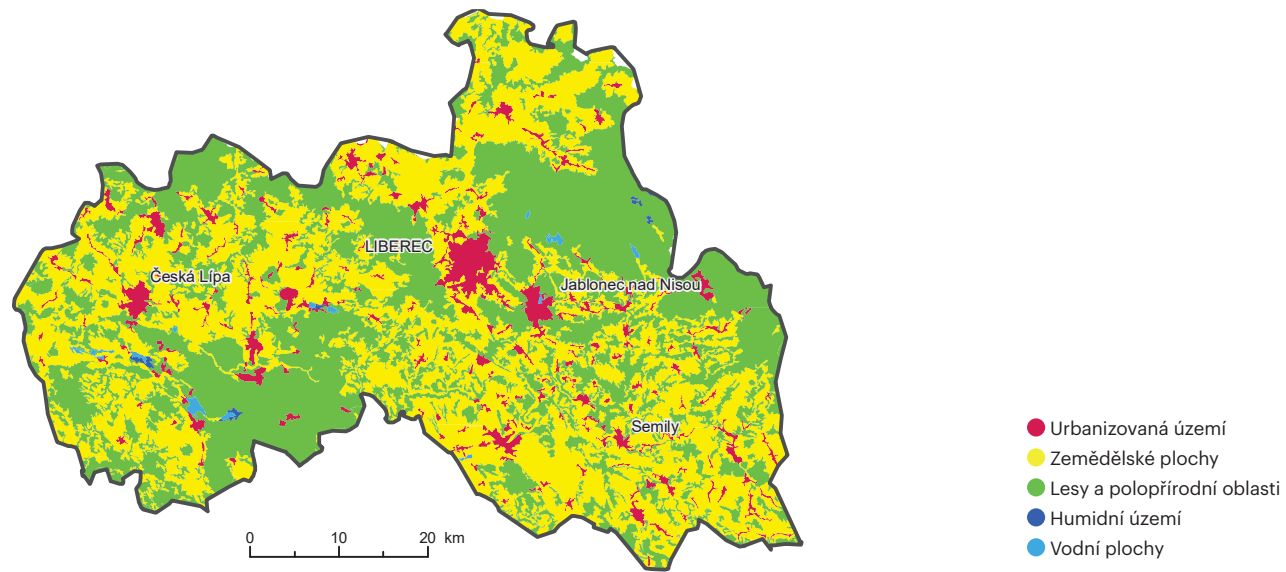 LIBEREC
Česká Lípa
Jablonec nad Nisou
Semily
0 10 20 km
Urbanizovaná území
Zemědělské plochy
Lesy a polopřírodní oblasti
Humidní území
Vodní plochy